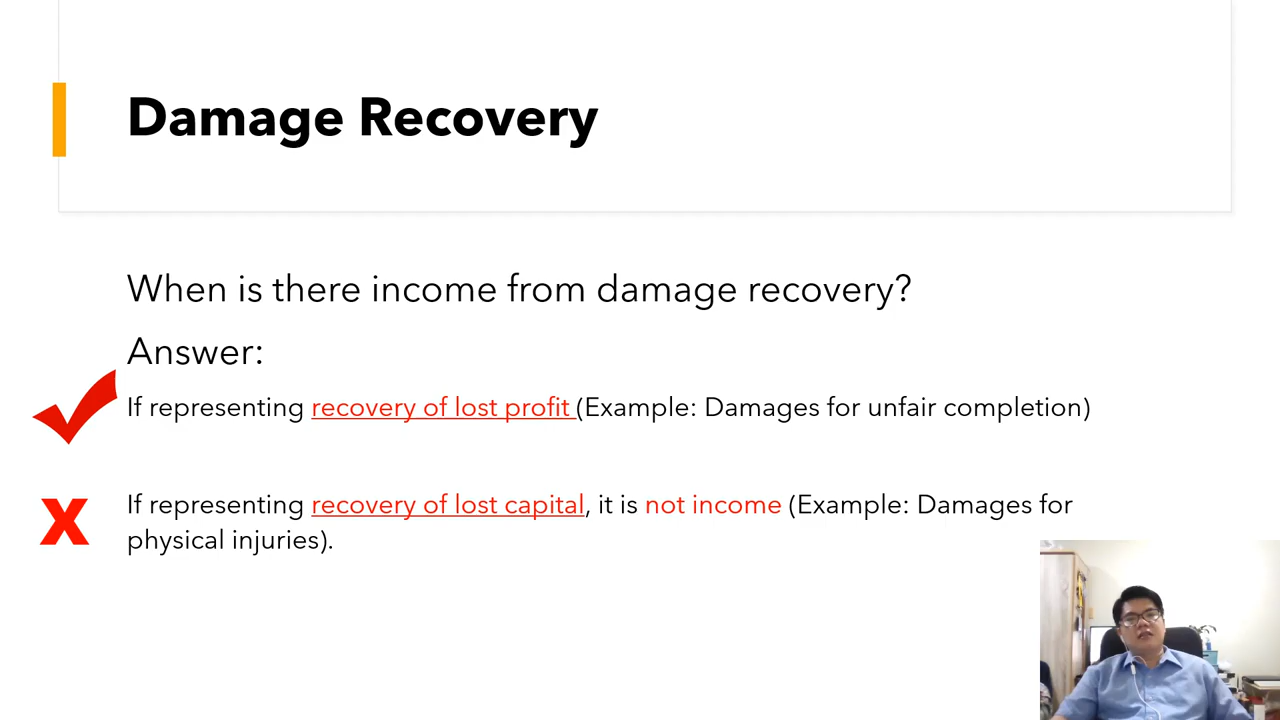 Damage Recovery
When is there income from damage recovery?
Answer:
If representing recovery of lost profit (Example: Damages for unfair completion)
If representing recovery of lost capital, it is not income (Example: Damages for
physical injuries).